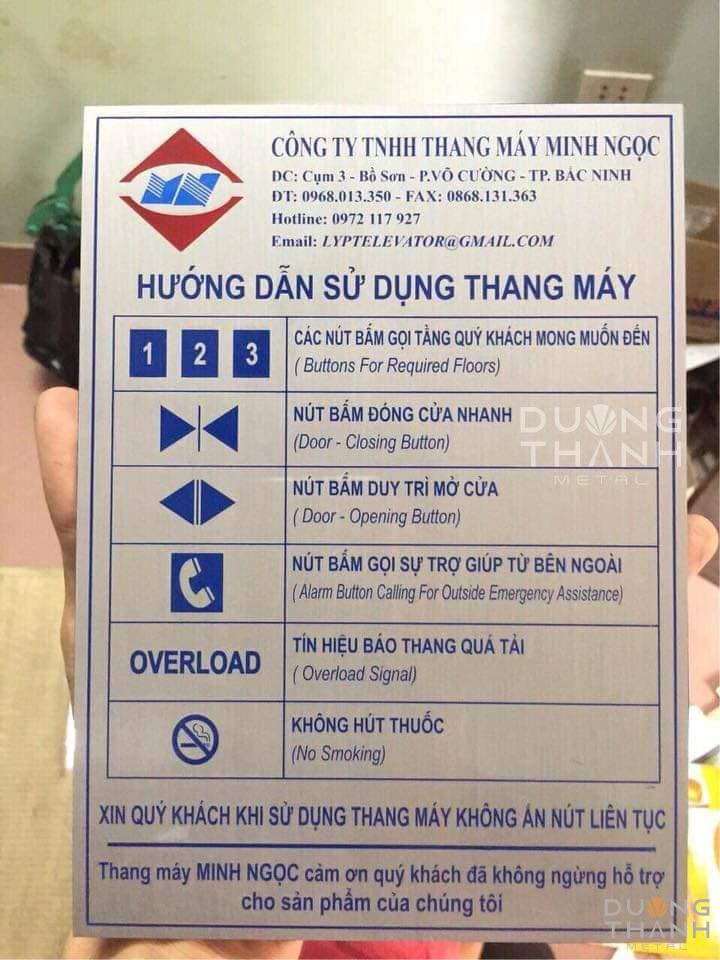 MN
CÔNG TY TNHH THANG MÁY MINH NGỌC
DC: Cụm 3 - Bồ Sơn - P.VÕ CƯỜNG - TP. BẮC NINH
ĐT: 0968.013.350 - FAX: 0868.131.363
Hotline: 0972 117 927
Email: LYPTELEVATOR@GMAIL.COM
HƯỚNG DẪN SỬ DỤNG THANG MÁY
1 2 3
CÁC NÚT BẤM GỌI TẦNG QUÝ KHÁCH MONG MUỐN ĐẾN
( Buttons For Required Floors)
NÚT BẤM ĐÓNG CỬA NHANH
(Door - Closing Button)
NÚT BẤM DUY TRÌ MỞ CỬA
( Door - Opening Button)
NÚT BẤM GỌI SỰ TRỢ GIÚP TỪ BÊN NGOÀI
( Alarm Button Calling For Outside Emergency Assistance)
OVERLOAD
TÍN HIỆU BÁO THANG QUÁ TẢI
( Overload Signal)
KHÔNG HÚT THUỐC
(No Smoking)
XIN QUÝ KHÁCH KHI SỬ DỤNG THANG MÁY KHÔNG ẤN NÚT LIÊN TỤC
Thang máy MINH NGỌC cảm ơn quý khách đã không ngừng hỗ trợ
cho sản phẩm của chúng tôi
DUONG
THANH
METAL
DUONG
THANH
METAL